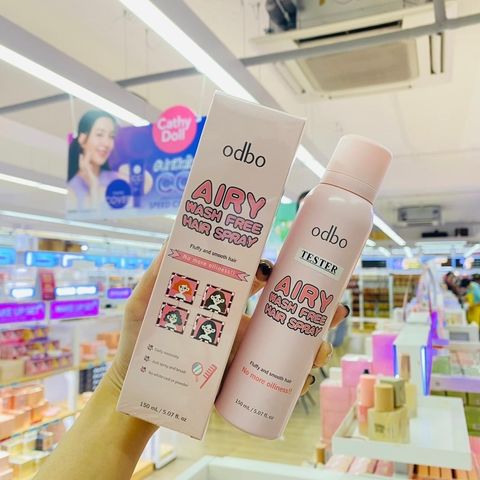 Cathy
Doll
odbo
AIRY
WASH FREE
HAIR SPRAY
Fluffy and smooth hair
No more oiliness!!
150 mL / 5.07 fl. oz
odbo
TESTER
AIRY
WASH FREE
HAIR SPRAY
Fluffy and smooth hair
No more oiliness!!
150 mL / 5.07 fl. oz